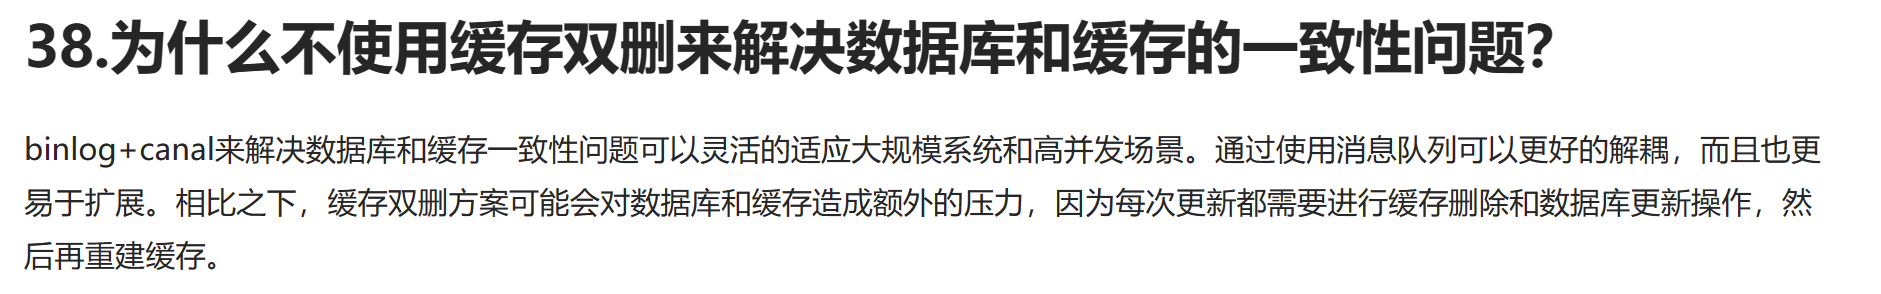 38.为什么不使用缓存双删来解决数据库和缓存的一致性问题?
binlog+canal来解决数据库和缓存一致性问题可以灵活的适应大规模系统和高并发场景。通过使用消息队列可以更好的解耦，而且也更
易于扩展。相比之下，缓存双删方案可能会对数据库和缓存造成额外的压力，因为每次更新都需要进行缓存删除和数据库更新操作，然
后再重建缓存。